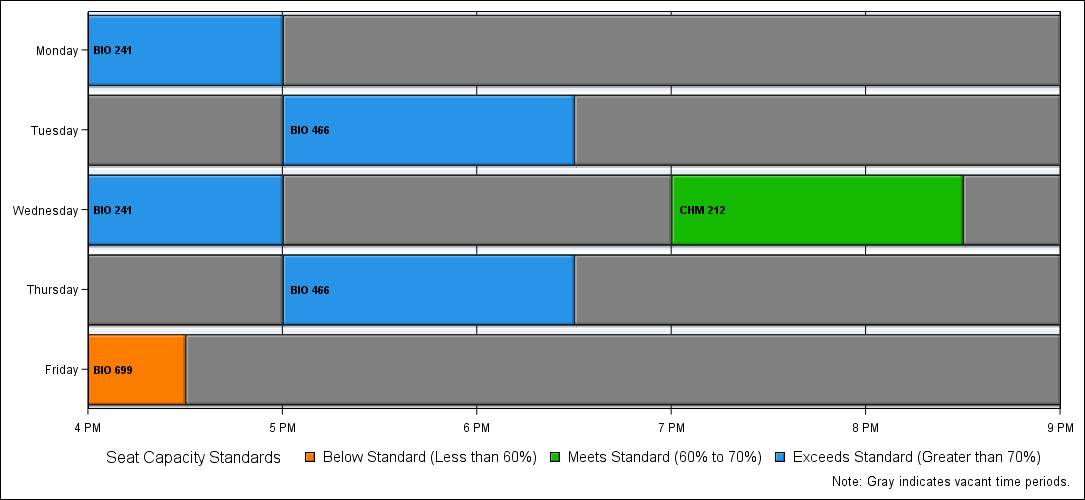 Monday
BIO 241
Tuesday
BIO 466
Wednesday
BIO 241
CHM 212
Thursday
BIO 466
Friday
BIO 699
4 PM 5 PM 6 PM 7 PM 8 PM 9 PM
Seat Capacity Standards Below Standard (Less than 60%) Meets Standard (60% to 70%) Exceeds Standard (Greater than 70%)
Note: Gray indicates vacant time periods.